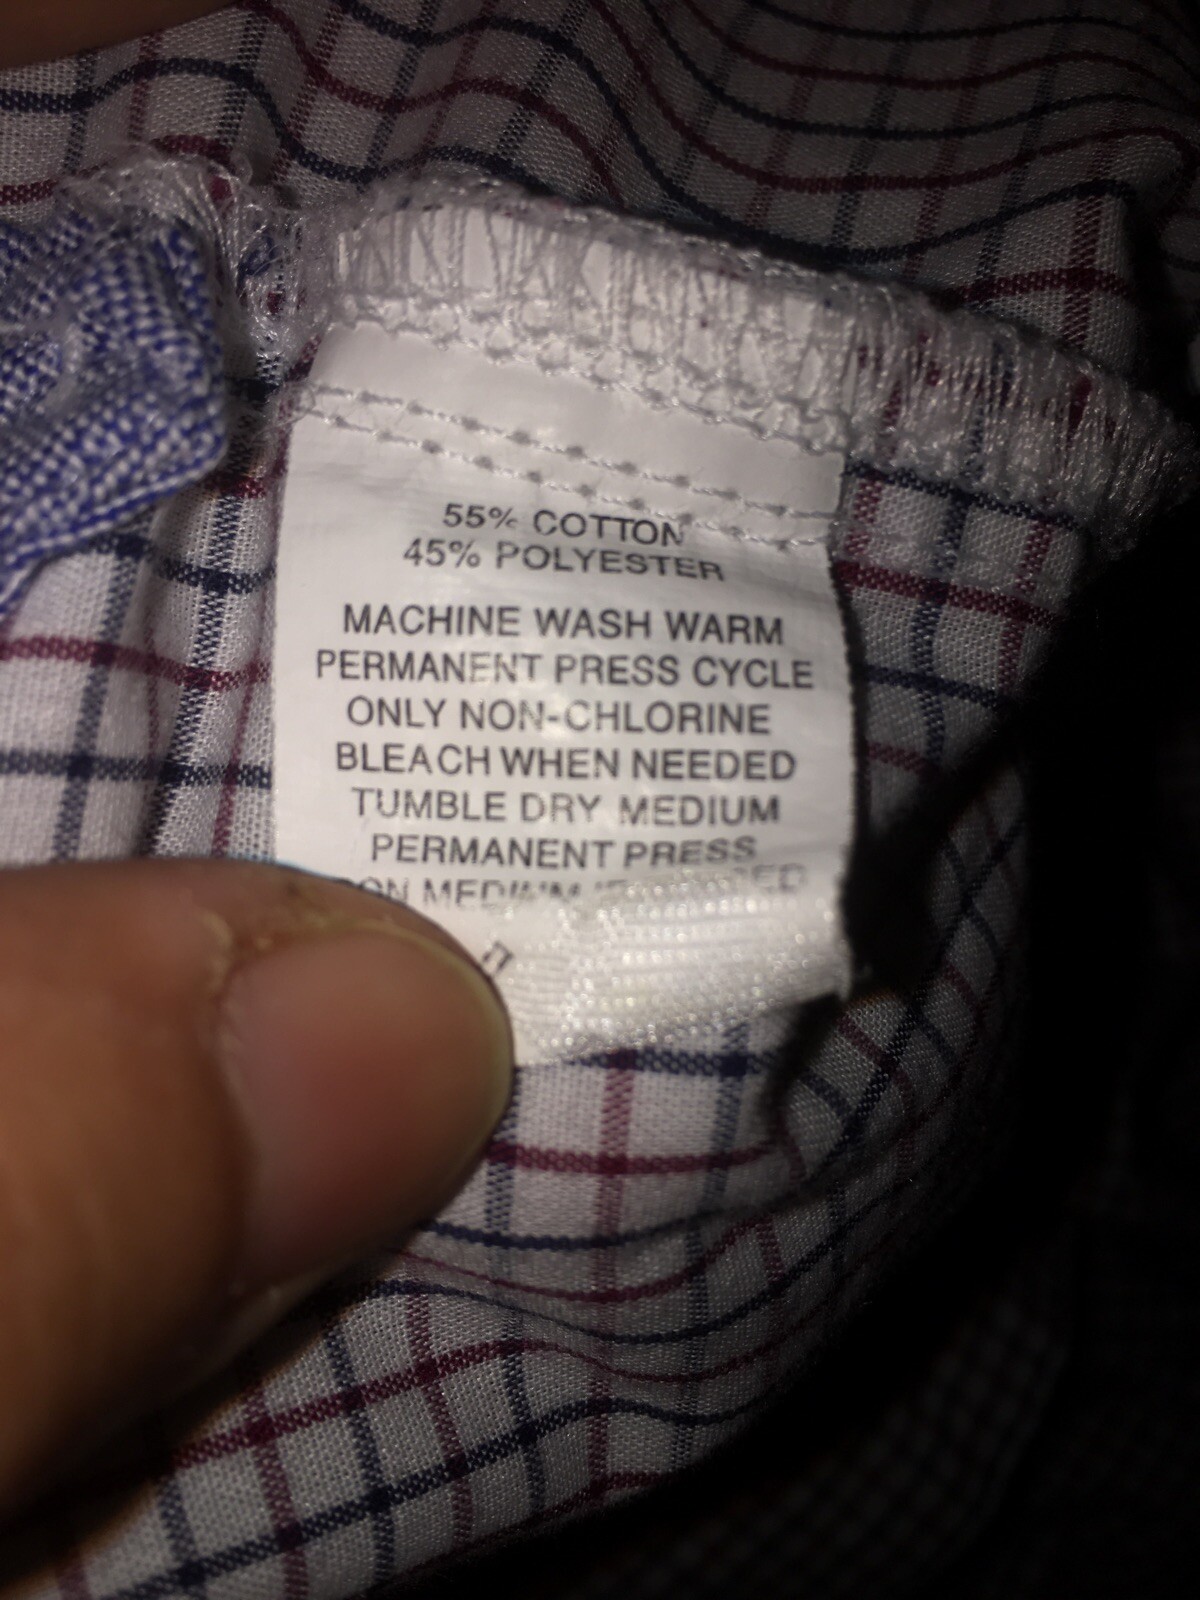 55% COTTON
45% POLYESTER
MACHINE WASH WARM
PERMANENT PRESS CYCLE
ONLY NON-CHLORINE
BLEACH WHEN NEEDED
TUMBLE DRY MEDIUM
PERMANENT PRESS
MEDIUM